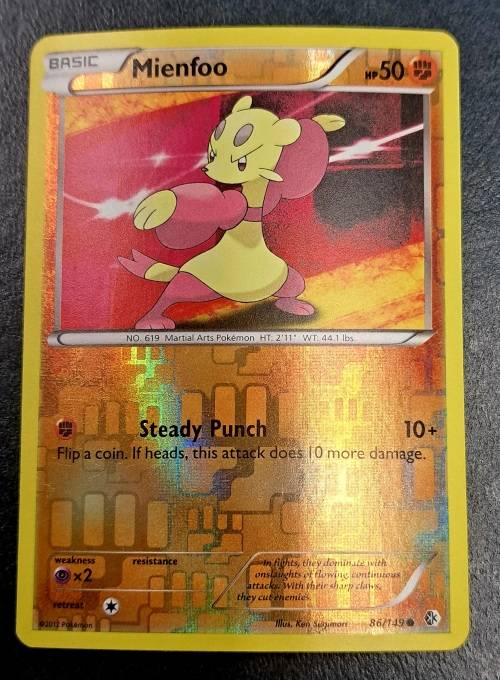 BASIC
Mienfoo
HP 50
NO. 619 Martial Arts Pokémon HT: 2'11" WT: 44.1 lbs.
Steady Punch 10+
Flip a coin. If heads, this attack does 10 more damage.
weakness resistance
×2
In fights, they dominate with
onslaughts of flowing, continuous
attacks. With their sharp claws,
they cut enemies.
retreat
©2012 Pokémon
Illus. Ken Sugimori 86/149